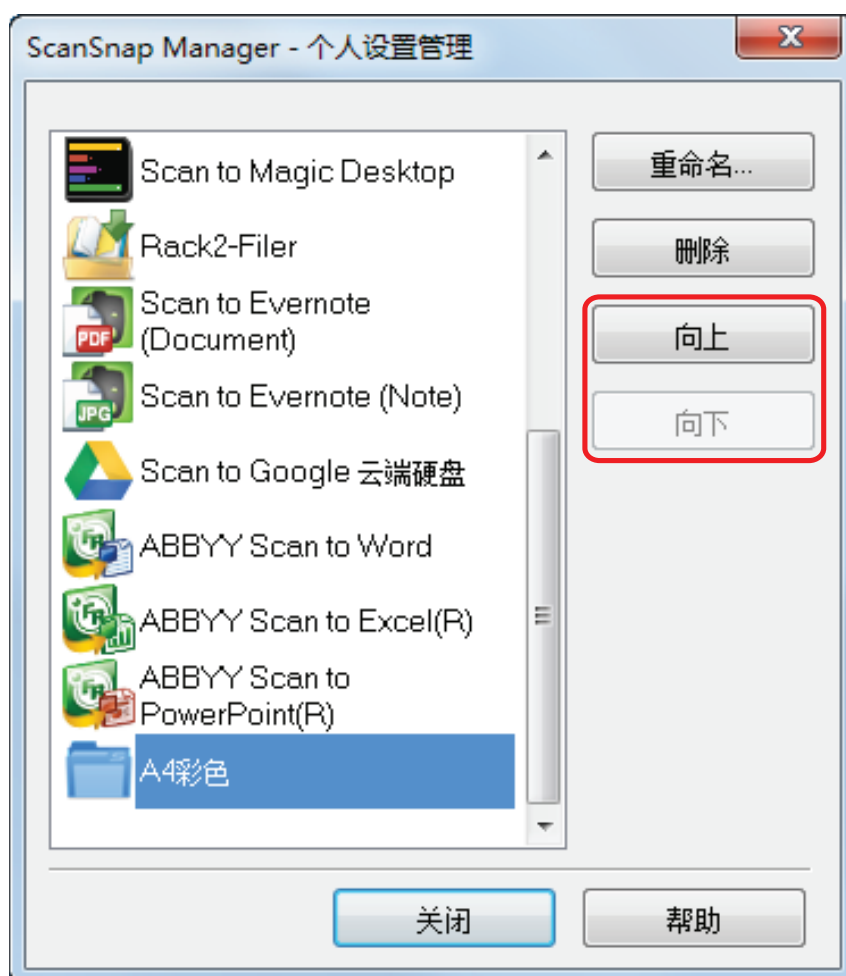 ScanSnap Manager - 个人设置管理
Scan to Magic Desktop
Rack2-Filer
Scan to Evernote
(Document)
PDF
Scan to Evernote (Note)
JPG
Scan to Google 云端硬盘
ABBYY Scan to Word
ABBYY Scan to Excel(R)
ABBYY Scan to
PowerPoint(R)
A4彩色
重命名...
删除
向上
向下
关闭
帮助